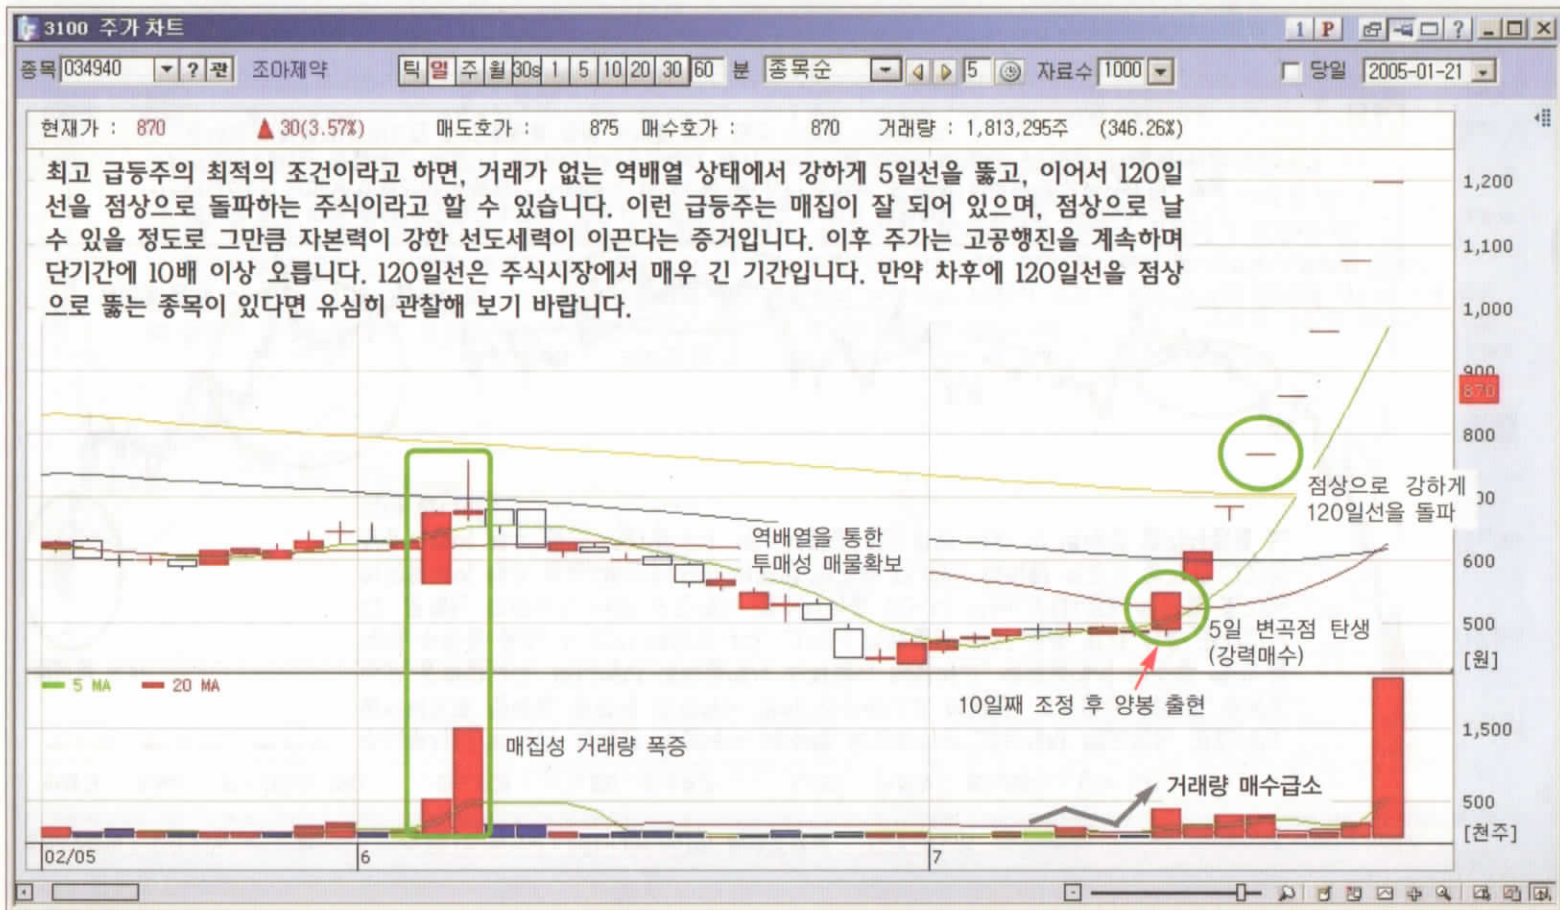 3100 주가 차트
1 P
?
종목 034940 ? 관 조아제약 틱 일 주 월 30s 1 5 10 20 30 60 분 종목순 5 자료수 1000 당일 2005-01-21
현재가 : 870 ▲ 30(3.57%) 매도호가 : 875 매수호가 : 870 거래량 : 1,813,295주 (346.26%)
최고 급등주의 최적의 조건이라고 하면, 거래가 없는 역배열 상태에서 강하게 5일선을 뚫고, 이어서 120일
선을 점상으로 돌파하는 주식이라고 할 수 있습니다. 이런 급등주는 매집이 잘 되어 있으며, 점상으로 날
수 있을 정도로 그만큼 자본력이 강한 선도세력이 이끈다는 증거입니다. 이후 주가는 고공행진을 계속하며
단기간에 10배 이상 오릅니다. 120일선은 주식시장에서 매우 긴 기간입니다. 만약 차후에 120일선을 점상
으로 뚫는 종목이 있다면 유심히 관찰해 보기 바랍니다.
1,200
1,100
1,000
900
870
800
00
600
500
[원]
점상으로 강하게
120일선을 돌파
역배열을 통한
투매성 매물확보
5일 변곡점 탄생
(강력매수)
10일째 조정 후 양봉 출현
5 MA 20 MA
매집성 거래량 폭증
거래량 매수급소
1,500
500
[천주]
02/05 6 7